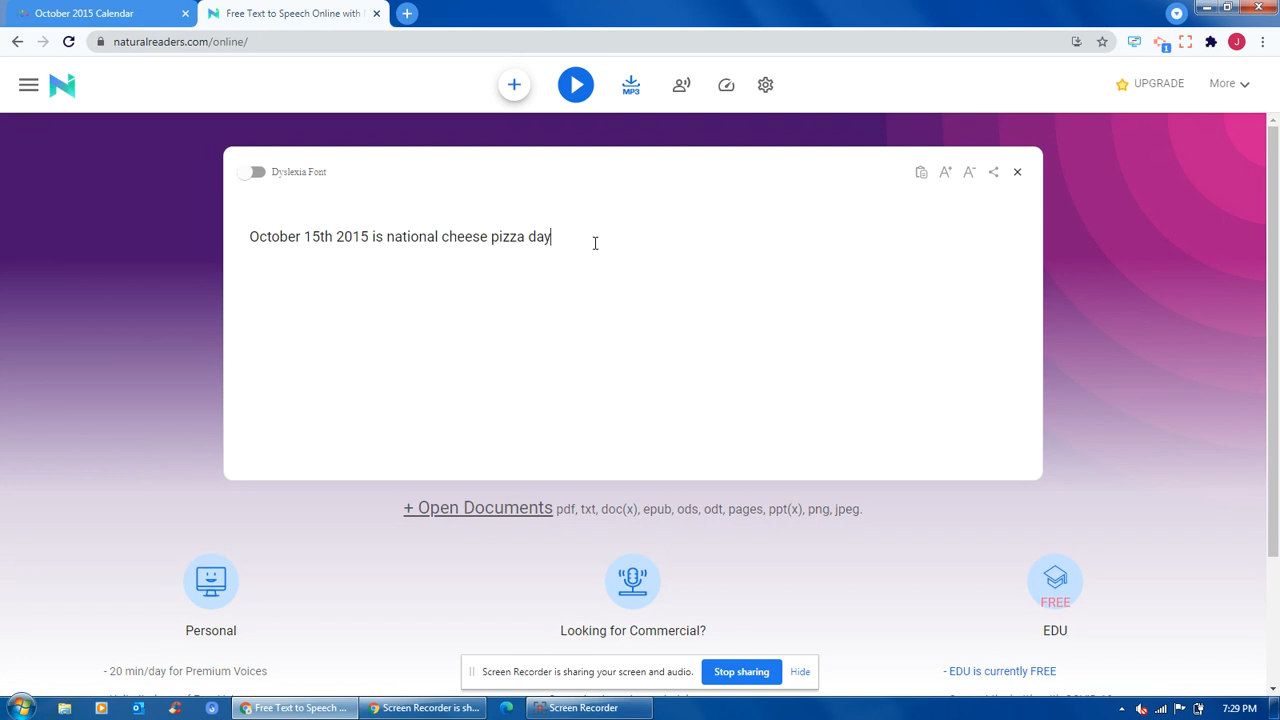 October 2015 Calendar
Free Text to Speech Online with
naturalreaders.com/online/
1
J
MP3
UPGRADE
More
Dyslexia Font
A+
A-
October 15th 2015 is national cheese pizza day
+ Open Documents pdf, txt, doc(x), epub, ods, odt, pages, ppt(x), png, jpeg.
FREE
Personal
Looking for Commercial?
EDU
- 20 min/day for Premium Voices
- EDU is currently FREE
Screen Recorder is sharing your screen and audio.
Stop sharing
Hide
Free Text to Speech ...
Screen Recorder is sh...
Screen Recorder
7:29 PM